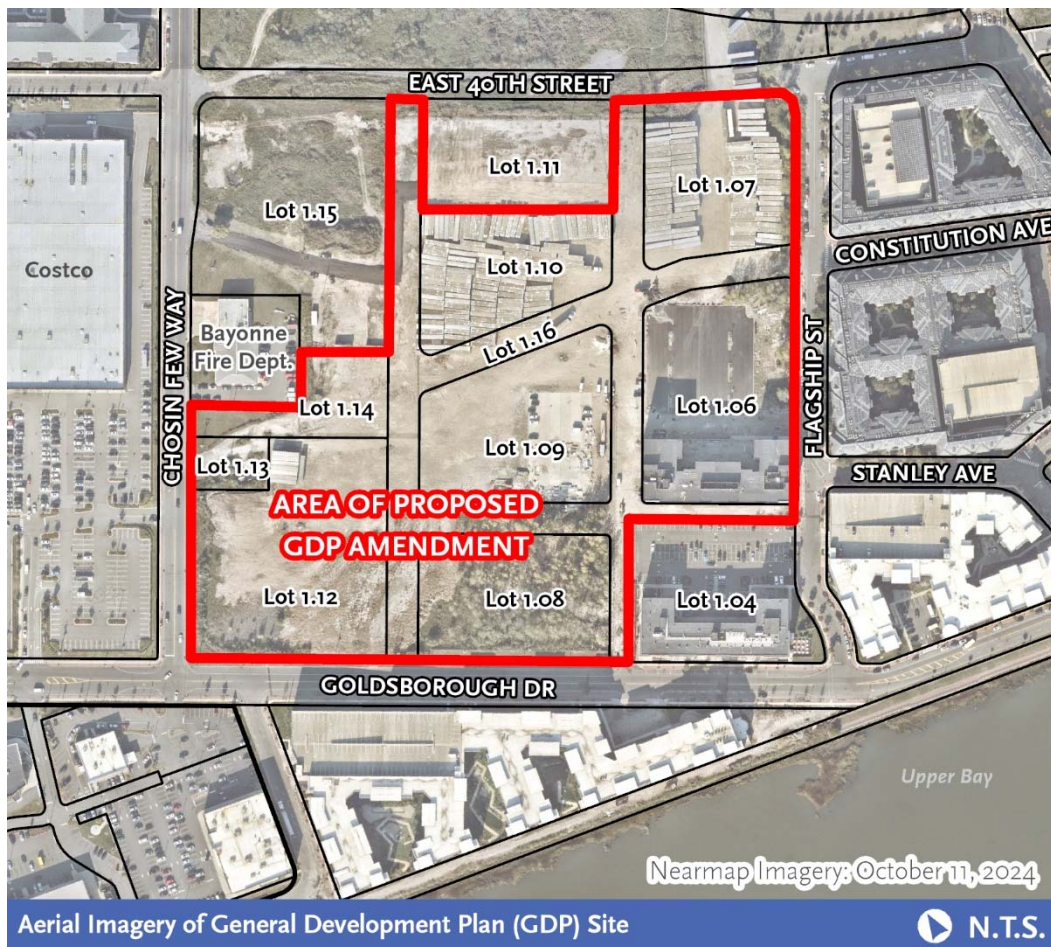 EAST 40TH STREET
Lot 1.11
Lot 1.07
Lot 1.15
CONSTITUTION AVE
Costco
Lot 1.10
CHOSIN FEW WAY
Bayonne
Fire Dept.
Lot 1.16
FLAGSHIP ST
Lot 1.14
Lot 1.06
Lot 1.13
Lot 1.09
STANLEY AVE
AREA OF PROPOSED
GDP AMENDMENT
Lot 1.12
Lot 1.08
Lot 1.04
GOLDSBOROUGH DR
Upper Bay
Nearmap Imagery: October 11, 2024
Aerial Imagery of General Development Plan (GDP) Site
N.T.S.